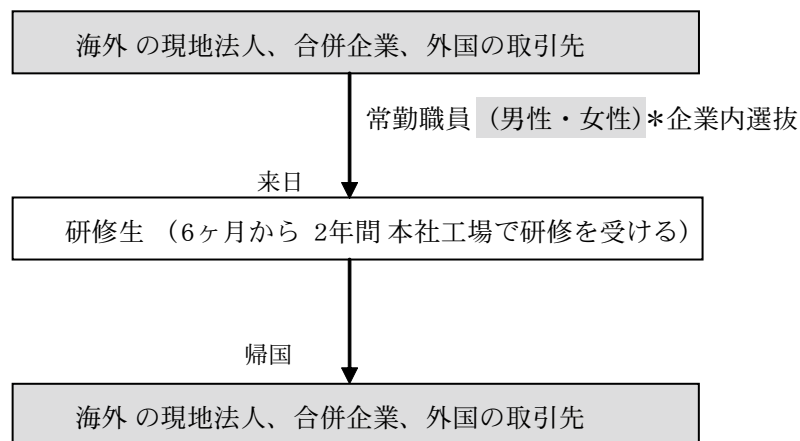 海外 の現地法人、合併企業、外国の取引先
常勤職員 (男性・女性)＊企業内選抜
来日
研修生 （6ヶ月から 2年間 本社工場で研修を受ける）
帰国
海外 の現地法人、合併企業、外国の取引先